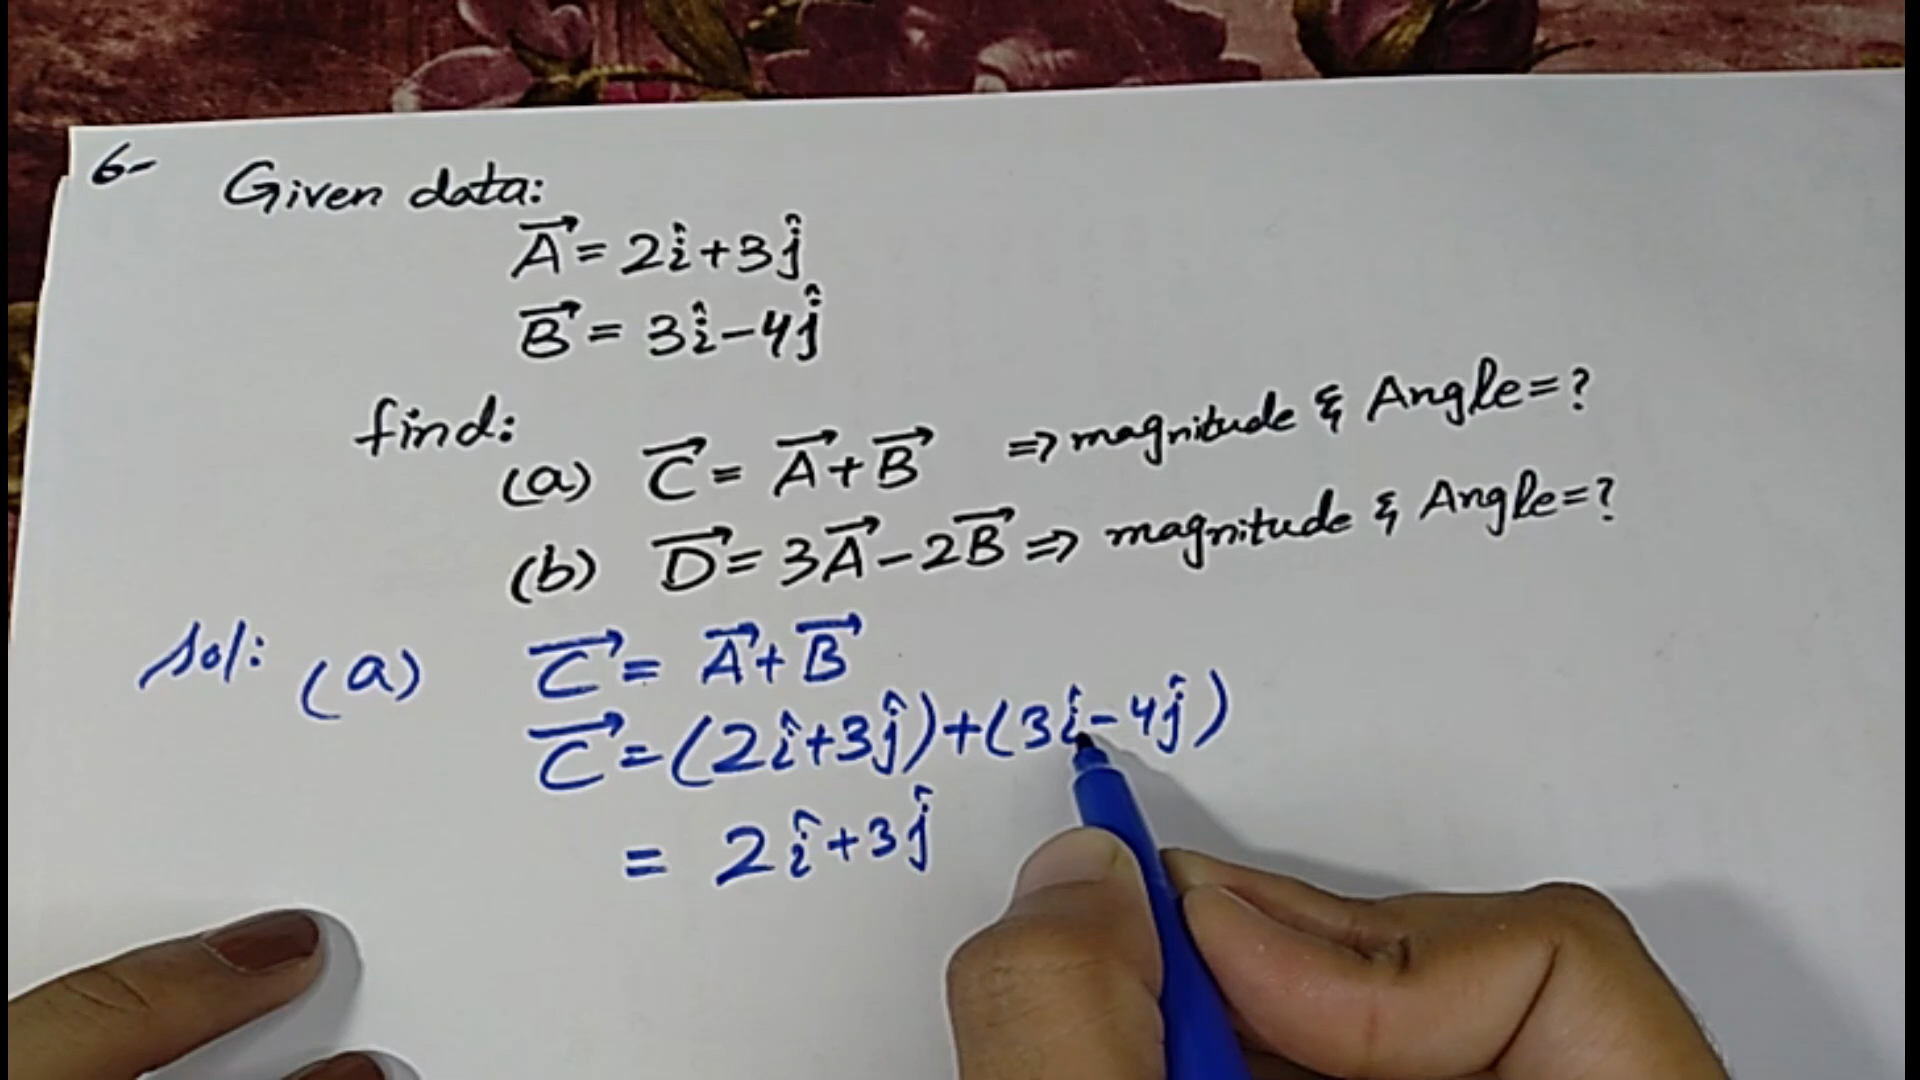 6- Given data:
A⃗ = 2î+3ĵ
B⃗ = 3î-4ĵ
find:
(a) C⃗ = A⃗+B⃗ ⇒ magnitude & Angle=?
(b) D⃗ = 3A⃗-2B⃗ ⇒ magnitude & Angle=?
Sol: (a) C⃗ = A⃗+B⃗
C⃗ = (2î+3ĵ)+(3î-4ĵ)
= 2î+3ĵ